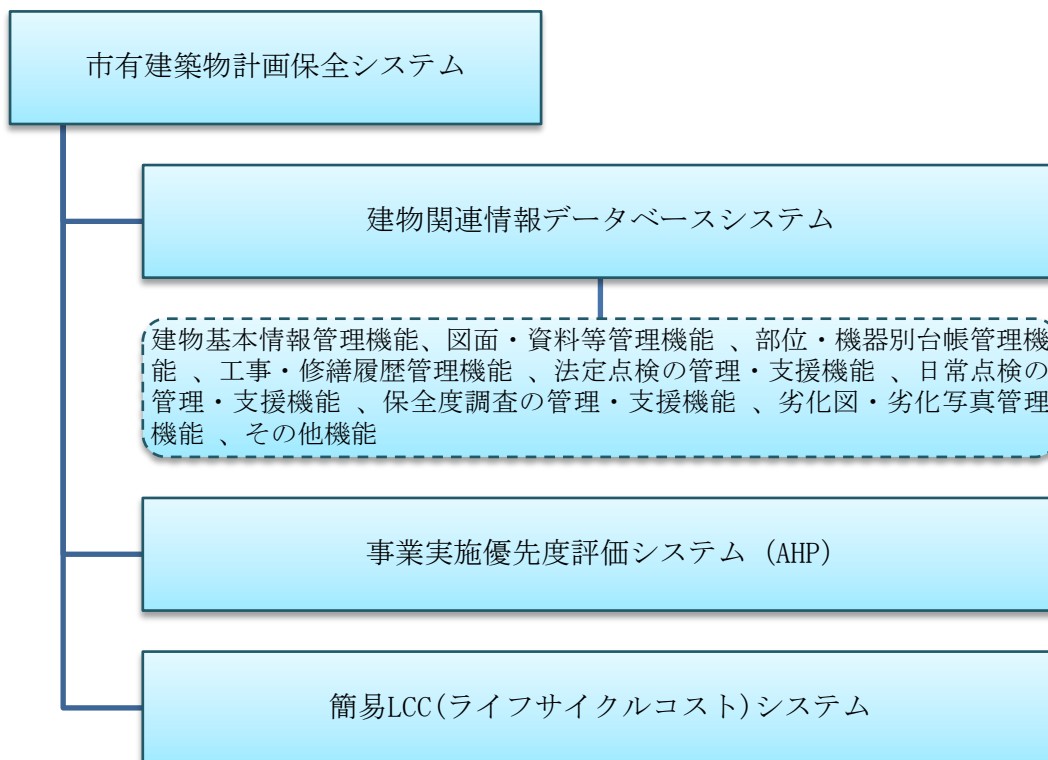 市有建築物計画保全システム
建物関連情報データベースシステム
建物基本情報管理機能、図面・資料等管理機能 、部位・機器別台帳管理機
能 、工事・修繕履歴管理機能 、法定点検の管理・支援機能 、日常点検の
管理・支援機能 、保全度調査の管理・支援機能 、劣化図・劣化写真管理
機能 、その他機能
事業実施優先度評価システム (AHP)
簡易LCC(ライフサイクルコスト)システム